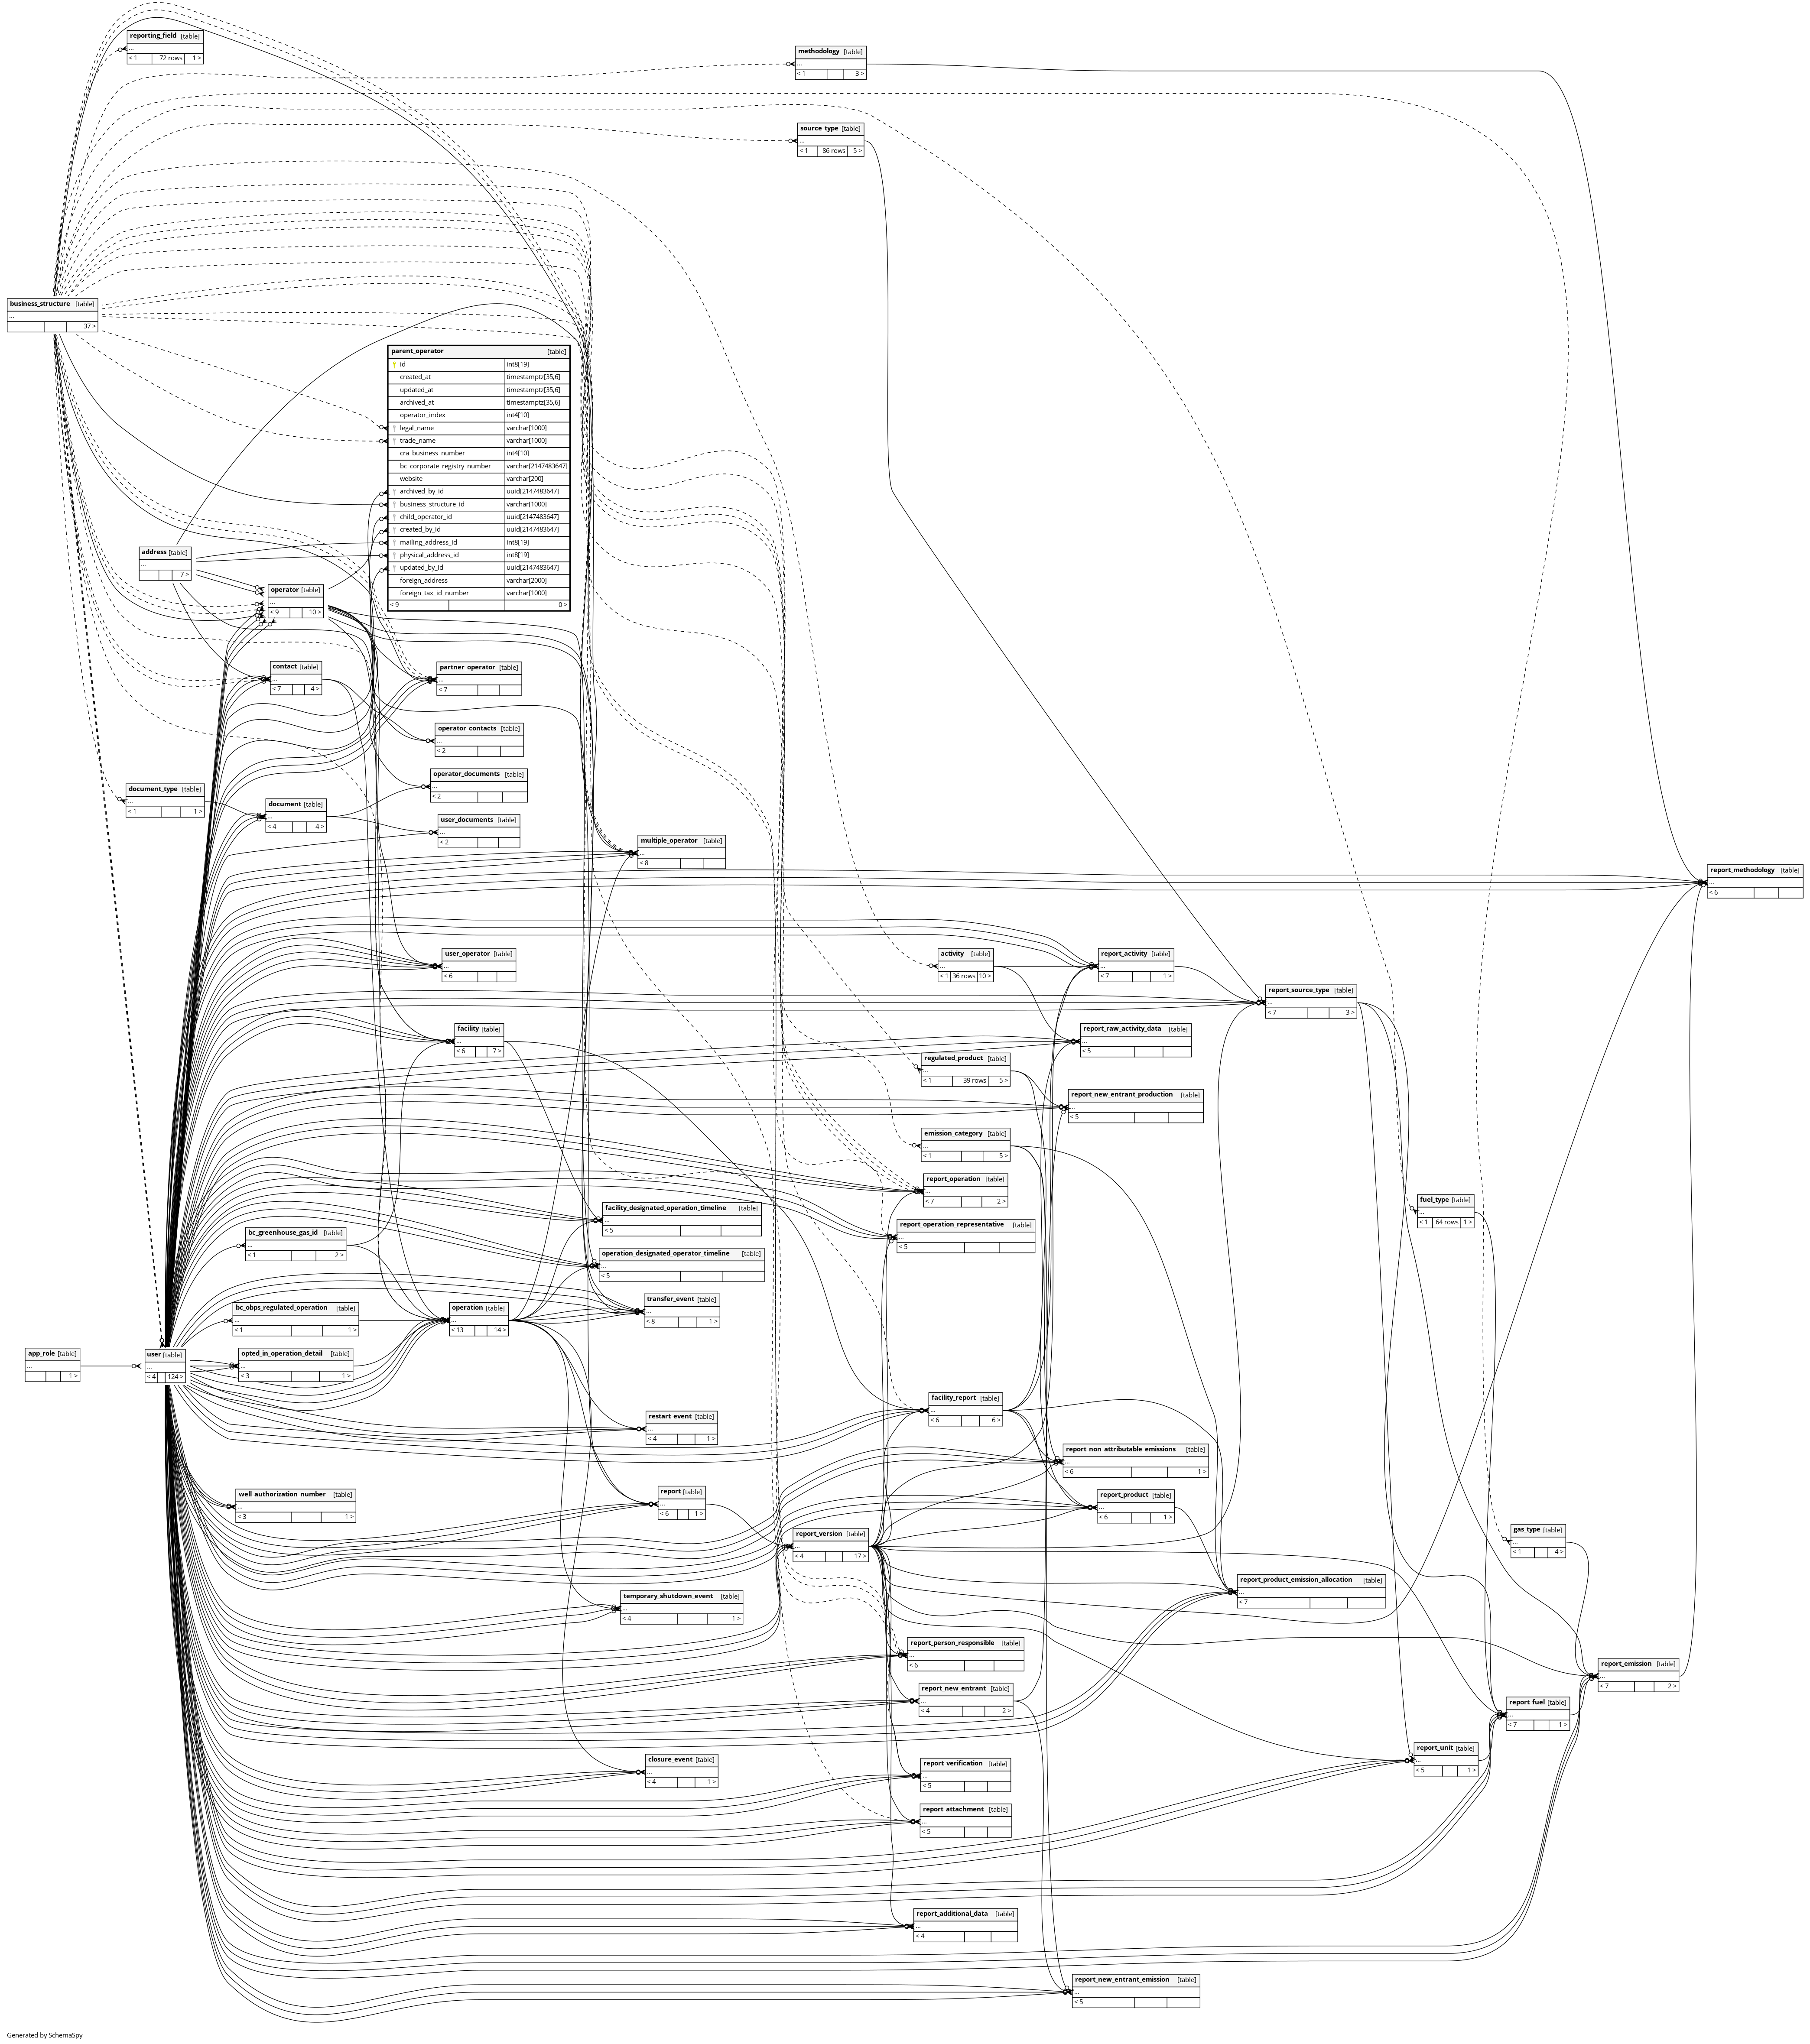 reporting_field [table]
...
< 1 72 rows 1 >
methodology [table]
...
< 1 3 >
source_type [table]
...
< 1 86 rows 5 >
business_structure [table]
...
37 >
parent_operator [table]
id int8[19]
created_at timestamptz[35,6]
updated_at timestamptz[35,6]
archived_at timestamptz[35,6]
operator_index int4[10]
legal_name varchar[1000]
trade_name varchar[1000]
cra_business_number int4[10]
bc_corporate_registry_number varchar[2147483647]
website varchar[200]
archived_by_id uuid[2147483647]
business_structure_id varchar[1000]
child_operator_id uuid[2147483647]
created_by_id uuid[2147483647]
mailing_address_id int8[19]
physical_address_id int8[19]
updated_by_id uuid[2147483647]
foreign_address varchar[2000]
foreign_tax_id_number varchar[1000]
< 9 0 >
address [table]
...
7 >
operator [table]
...
< 9 10 >
contact [table]
...
< 7 4 >
partner_operator [table]
...
< 7
operator_contacts [table]
...
< 2
operator_documents [table]
...
< 2
document_type [table]
...
< 1 1 >
document [table]
...
< 4 4 >
user_documents [table]
...
< 2
multiple_operator [table]
...
< 8
report_methodology [table]
...
< 6
user_operator [table]
...
< 6
activity [table]
...
< 1 36 rows 10 >
report_activity [table]
...
< 7 1 >
report_source_type [table]
...
< 7 3 >
facility [table]
...
< 6 7 >
report_raw_activity_data [table]
...
< 5
regulated_product [table]
...
< 1 39 rows 5 >
report_new_entrant_production [table]
...
< 5
emission_category [table]
...
< 1 5 >
report_operation [table]
...
< 7 2 >
fuel_type [table]
...
< 1 64 rows 1 >
facility_designated_operation_timeline [table]
...
< 5
report_operation_representative [table]
...
< 5
bc_greenhouse_gas_id [table]
...
< 1 2 >
operation_designated_operator_timeline [table]
...
< 5
transfer_event [table]
...
< 8 1 >
bc_obps_regulated_operation [table]
...
< 1 1 >
operation [table]
...
< 13 14 >
app_role [table]
...
1 >
user [table]
...
< 4 124 >
opted_in_operation_detail [table]
...
< 3 1 >
facility_report [table]
...
< 6 6 >
restart_event [table]
...
< 4 1 >
report_non_attributable_emissions [table]
...
< 6 1 >
well_authorization_number [table]
...
< 3 1 >
report [table]
...
< 6 1 >
report_product [table]
...
< 6 1 >
report_version [table]
...
< 4 17 >
gas_type [table]
...
< 1 4 >
report_product_emission_allocation [table]
...
< 7
temporary_shutdown_event [table]
...
< 4 1 >
report_person_responsible [table]
...
< 6
report_emission [table]
...
< 7 2 >
report_new_entrant [table]
...
< 4 2 >
report_fuel [table]
...
< 7 1 >
report_unit [table]
...
< 5 1 >
closure_event [table]
...
< 4 1 >
report_verification [table]
...
< 5
report_attachment [table]
...
< 5
report_additional_data [table]
...
< 4
report_new_entrant_emission [table]
...
< 5
Generated by SchemaSpy